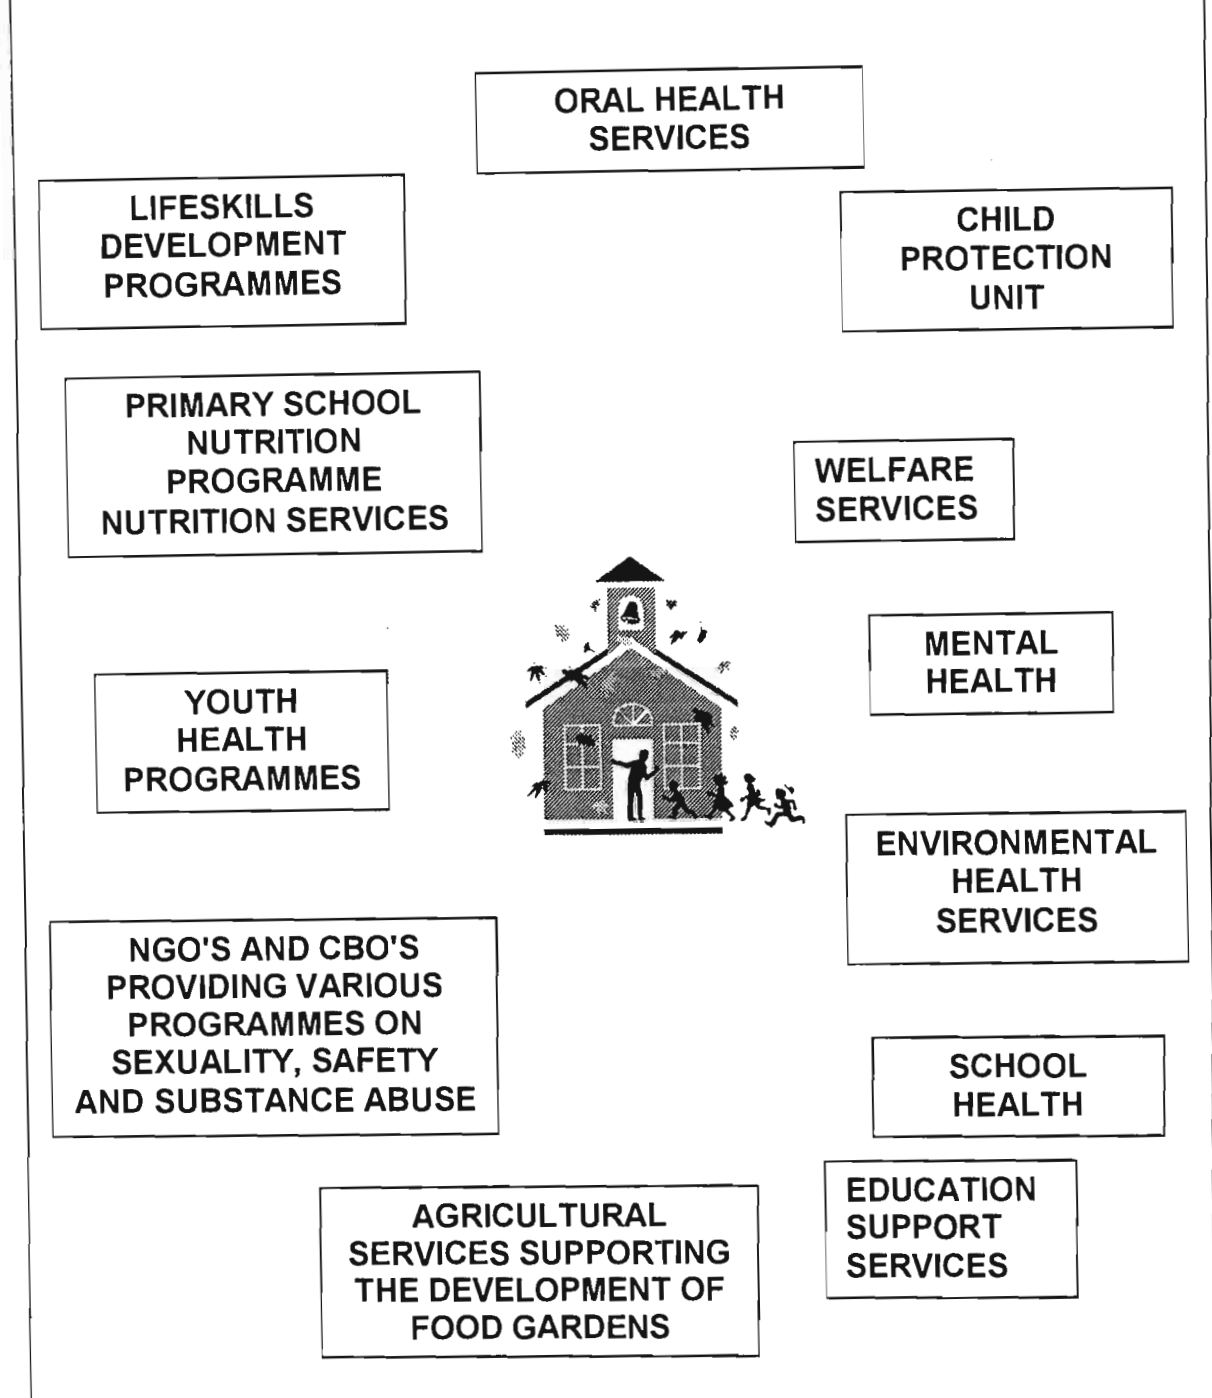 ORAL HEALTH
SERVICES
LIFESKILLS
DEVELOPMENT
PROGRAMMES
CHILD
PROTECTION
UNIT
PRIMARY SCHOOL
NUTRITION
PROGRAMME
NUTRITION SERVICES
WELFARE
SERVICES
MENTAL
HEALTH
YOUTH
HEALTH
PROGRAMMES
ENVIRONMENTAL
HEALTH
SERVICES
NGO'S AND CBO'S
PROVIDING VARIOUS
PROGRAMMES ON
SEXUALITY, SAFETY
AND SUBSTANCE ABUSE
SCHOOL
HEALTH
EDUCATION
SUPPORT
SERVICES
AGRICULTURAL
SERVICES SUPPORTING
THE DEVELOPMENT OF
FOOD GARDENS